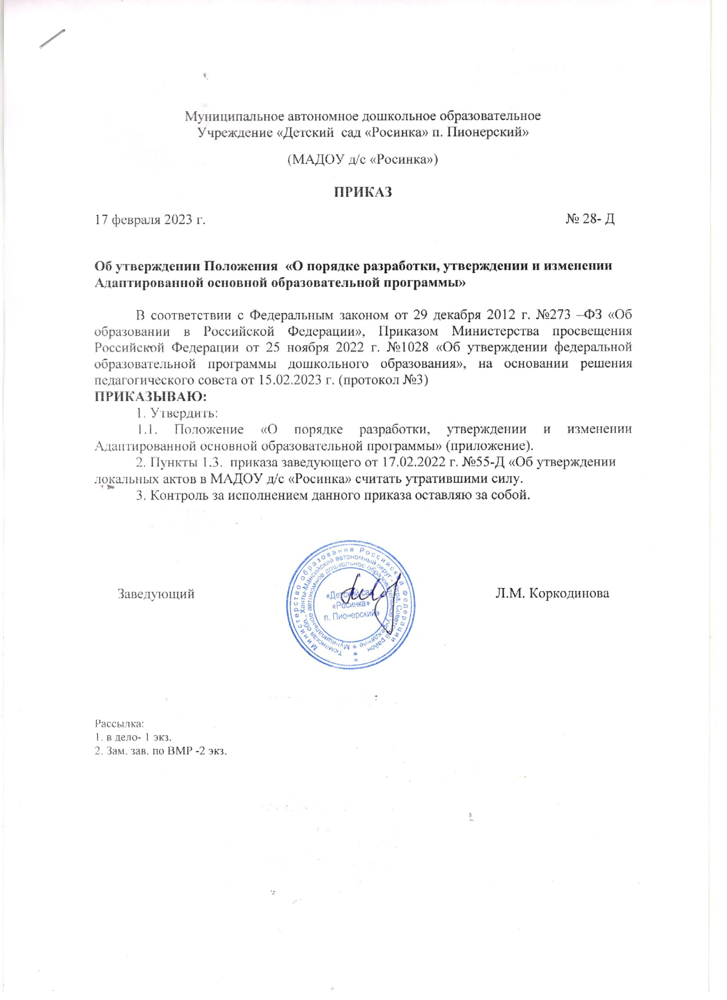 Муниципальное автономное дошкольное образовательное
Учреждение «Детский сад «Росинка» п. Пионерский»
(МАДОУ д/с «Росинка»)
ПРИКАЗ
17 февраля 2023 г. № 28- Д
Об утверждении Положения «О порядке разработки, утверждении и изменении
Адаптированной основной образовательной программы»
В соответствии с Федеральным законом от 29 декабря 2012 г. №273 –ФЗ «Об
образовании в Российской Федерации», Приказом Министерства просвещения
Российской Федерации от 25 ноября 2022 г. №1028 «Об утверждении федеральной
образовательной программы дошкольного образования», на основании решения
педагогического совета от 15.02.2023 г. (протокол №3)
ПРИКАЗЫВАЮ:
1. Утвердить:
1.1. Положение «О порядке разработки, утверждении и изменении
Адаптированной основной образовательной программы» (приложение).
2. Пункты 1.3. приказа заведующего от 17.02.2022 г. №55-Д «Об утверждении
локальных актов в МАДОУ д/с «Росинка» считать утратившими силу.
3. Контроль за исполнением данного приказа оставляю за собой.
Министерство образования Российской Федерации
Тюменская обл., Ханты-Мансийский автономный округ - Югра, Советский район
Муниципальное автономное дошкольное образовательное учреждение
«Детский сад
«Росинка»
п. Пионерский»
Заведующий Л.М. Коркодинова
Рассылка:
1. в дело- 1 экз.
2. Зам. зав. по ВМР -2 экз.